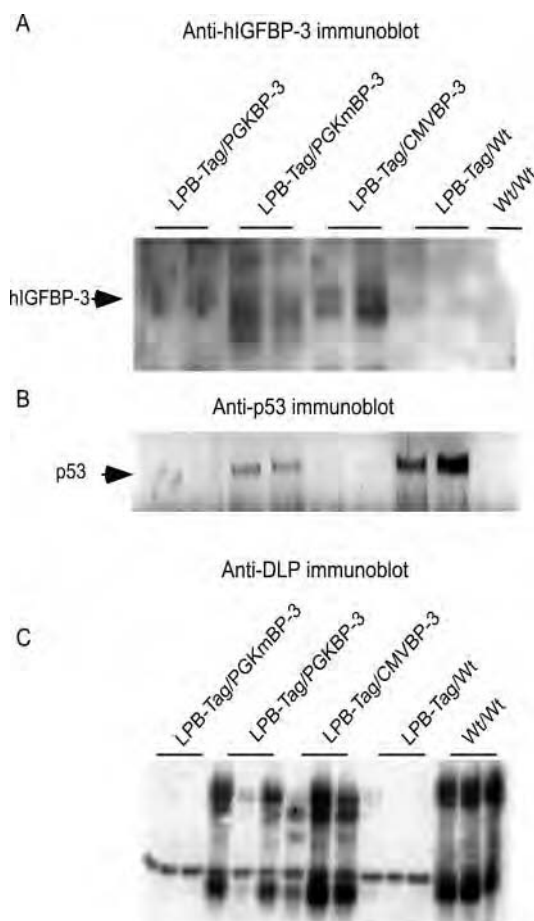 A
Anti-hIGFBP-3 immunoblot
LPB-Tag/PGKBP-3
LPB-Tag/PGKmBP-3
LPB-Tag/CMVBP-3
LPB-Tag/Wt
Wt/Wt
hIGFBP-3
B
Anti-p53 immunoblot
p53
Anti-DLP immunoblot
C
LPB-Tag/PGKmBP-3
LPB-Tag/PGKBP-3
LPB-Tag/CMVBP-3
LPB-Tag/Wt
Wt/Wt